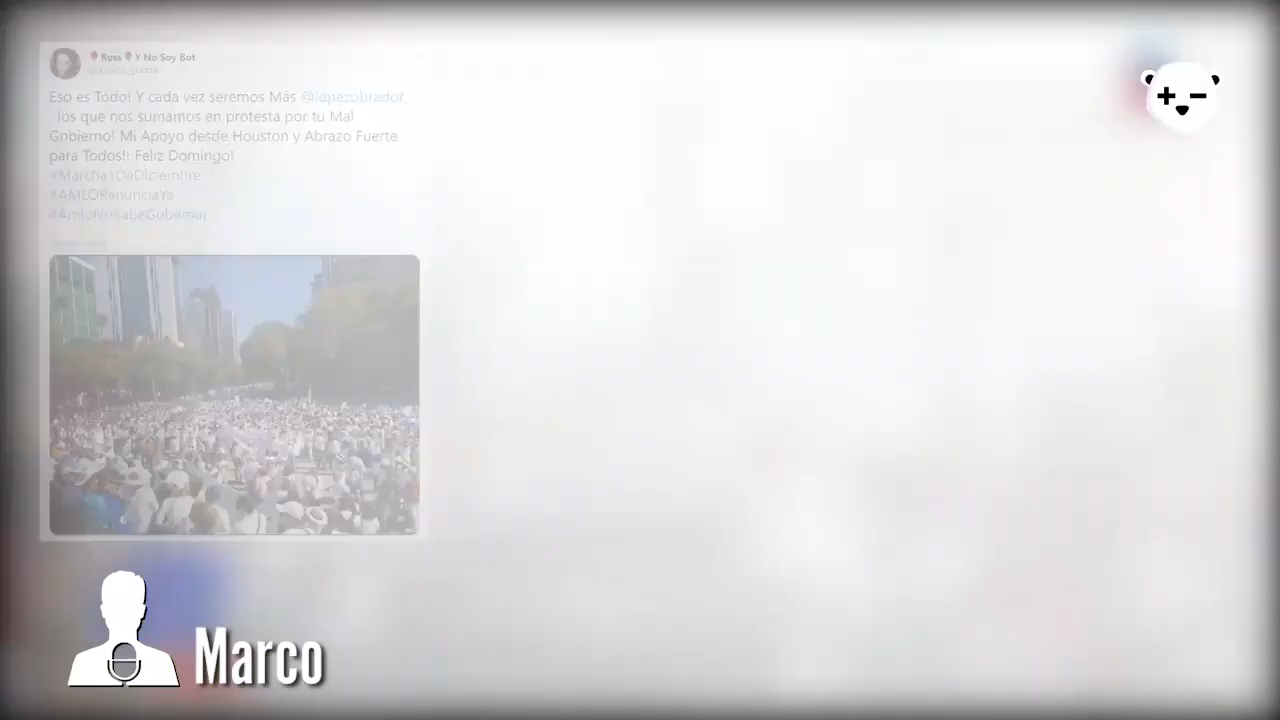 Ross Y No Soy Bot
Eso es Todo! Y cada vez seremos Más @lopezobrador_
los que nos sumamos en protesta por tu Mal
Gobierno! Mi Apoyo desde Houston y Abrazo Fuerte
para Todos!! Feliz Domingo!
#Marcha1DeDiciembre
#AMLORenunciaYa
#AmloNoSabeGobernar
Marco